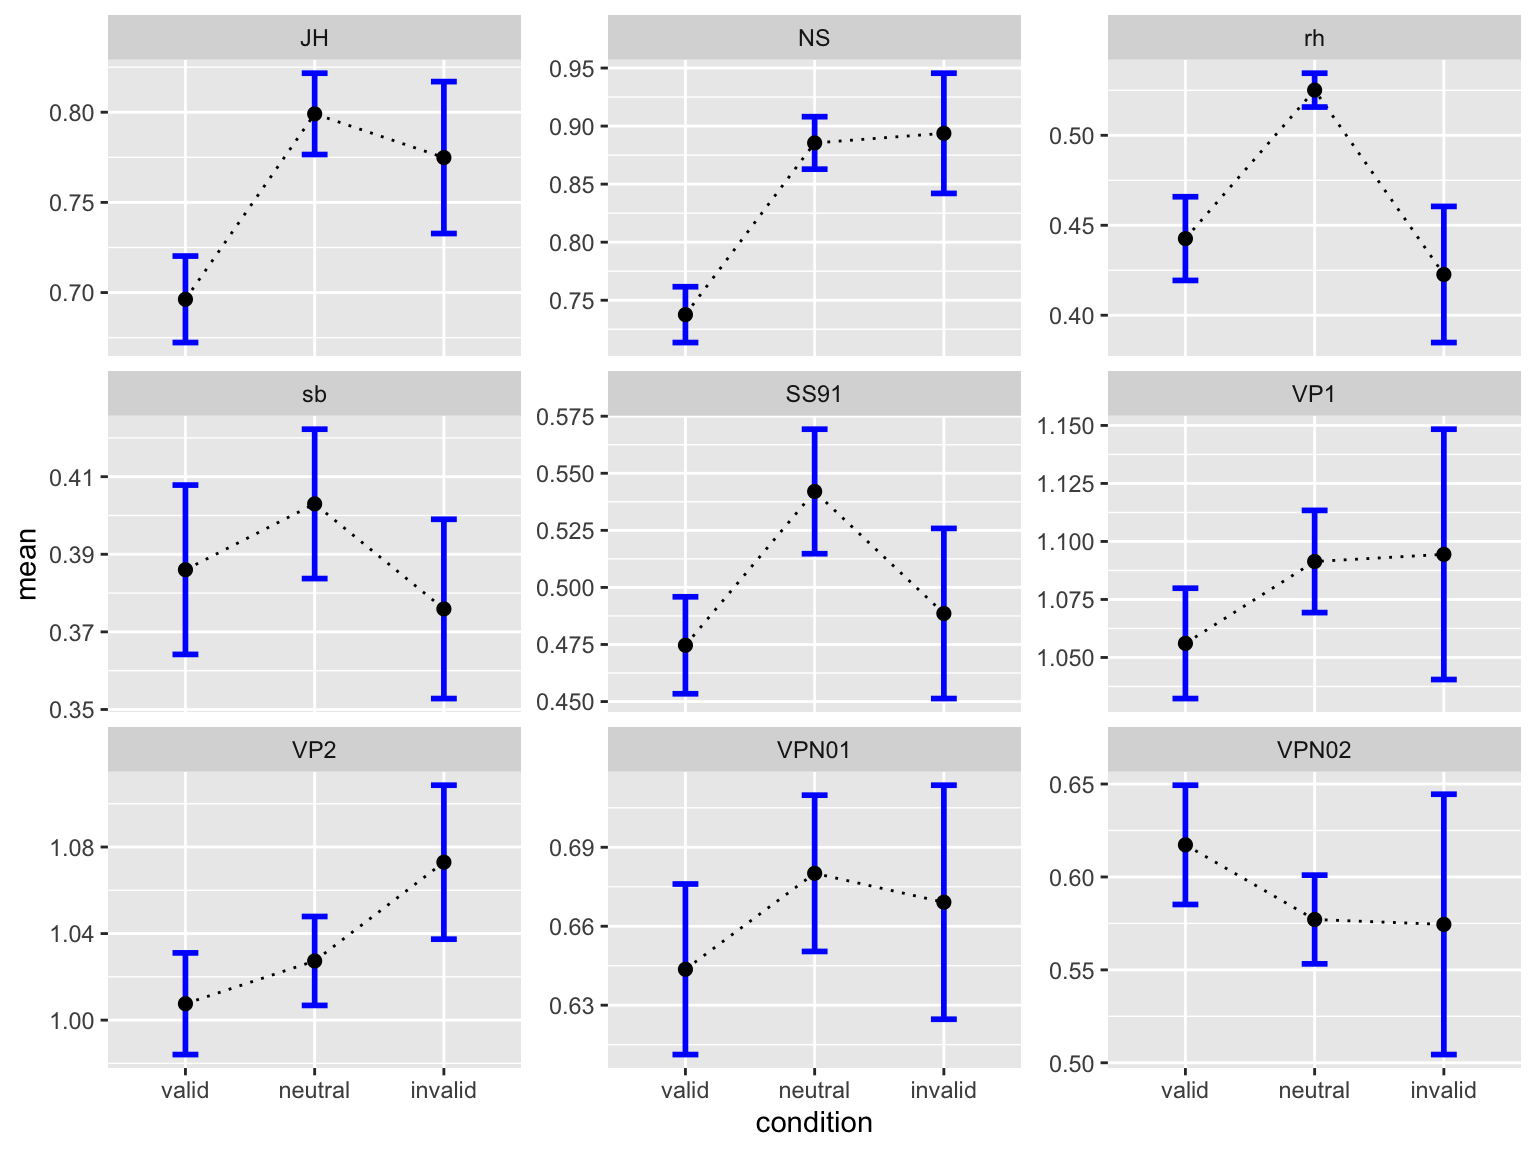 JH
NS
rh
0.80
0.75
0.70
0.95
0.90
0.85
0.80
0.75
0.50
0.45
0.40
sb
SS91
VP1
0.41
0.39
0.37
0.35
0.575
0.550
0.525
0.500
0.475
0.450
1.150
1.125
1.100
1.075
1.050
VP2
VPN01
VPN02
1.08
1.04
1.00
0.69
0.66
0.63
0.65
0.60
0.55
0.50
valid neutral invalid
valid neutral invalid
valid neutral invalid
mean
condition